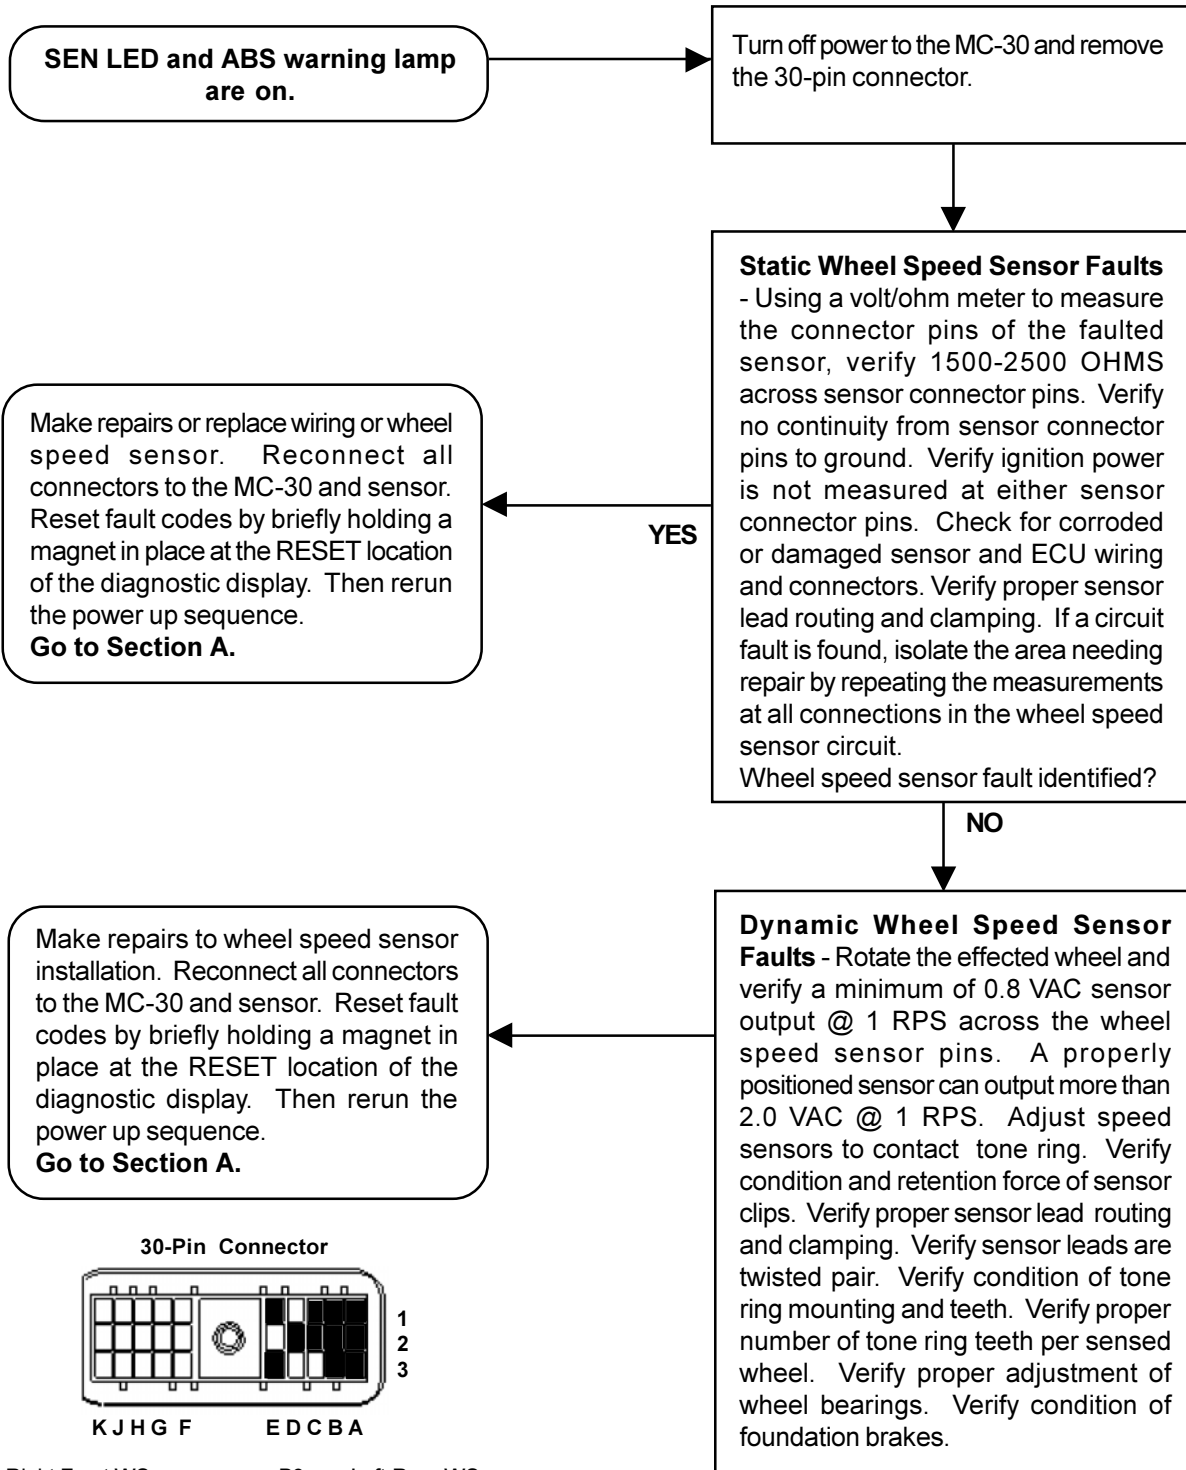 SEN LED and ABS warning lamp
are on.
Turn off power to the MC-30 and remove
the 30-pin connector.
Static Wheel Speed Sensor Faults
- Using a volt/ohm meter to measure
the connector pins of the faulted
sensor, verify 1500-2500 OHMS
across sensor connector pins. Verify
no continuity from sensor connector
pins to ground. Verify ignition power
is not measured at either sensor
connector pins. Check for corroded
or damaged sensor and ECU wiring
and connectors. Verify proper sensor
lead routing and clamping. If a circuit
fault is found, isolate the area needing
repair by repeating the measurements
at all connections in the wheel speed
sensor circuit.
Wheel speed sensor fault identified?
YES
Make repairs or replace wiring or wheel
speed sensor. Reconnect all
connectors to the MC-30 and sensor.
Reset fault codes by briefly holding a
magnet in place at the RESET location
of the diagnostic display. Then rerun
the power up sequence.
Go to Section A.
NO
Dynamic Wheel Speed Sensor
Faults - Rotate the effected wheel and
verify a minimum of 0.8 VAC sensor
output @ 1 RPS across the wheel
speed sensor pins. A properly
positioned sensor can output more than
2.0 VAC @ 1 RPS. Adjust speed
sensors to contact tone ring. Verify
condition and retention force of sensor
clips. Verify proper sensor lead routing
and clamping. Verify sensor leads are
twisted pair. Verify condition of tone
ring mounting and teeth. Verify proper
number of tone ring teeth per sensed
wheel. Verify proper adjustment of
wheel bearings. Verify condition of
foundation brakes.
Make repairs to wheel speed sensor
installation. Reconnect all connectors
to the MC-30 and sensor. Reset fault
codes by briefly holding a magnet in
place at the RESET location of the
diagnostic display. Then rerun the
power up sequence.
Go to Section A.
30-Pin Connector
1
2
3
K J H G F E D C B A